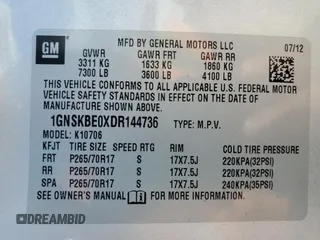 GM
MFD BY GENERAL MOTORS LLC
07/12
GVWR GAWR FRT GAWR RR
3311 KG 1633 KG 1860 KG
7300 LB 3600 LB 4100 LB
THIS VEHICLE CONFORMS TO ALL APPLICABLE U.S. FEDERAL MOTOR
VEHICLE SAFETY AND BUMPER STANDARDS IN EFFECT ON THE DATE OF
MANUFACTURE SHOWN ABOVE.
1GNSKBE0XDR144736 TYPE: M.P.V.
MODEL: K10706
KFJT TIRE SIZE SPEED RTG RIM COLD TIRE PRESSURE
FRT P265/70R17 S 17X7.5J 220KPA(32PSI)
RR P265/70R17 S 17X7.5J 220KPA(32PSI)
SPA P265/70R17 S 17X7.5J 240KPA(35PSI)
SEE OWNER'S MANUAL FOR MORE INFORMATION.
DREAMBID